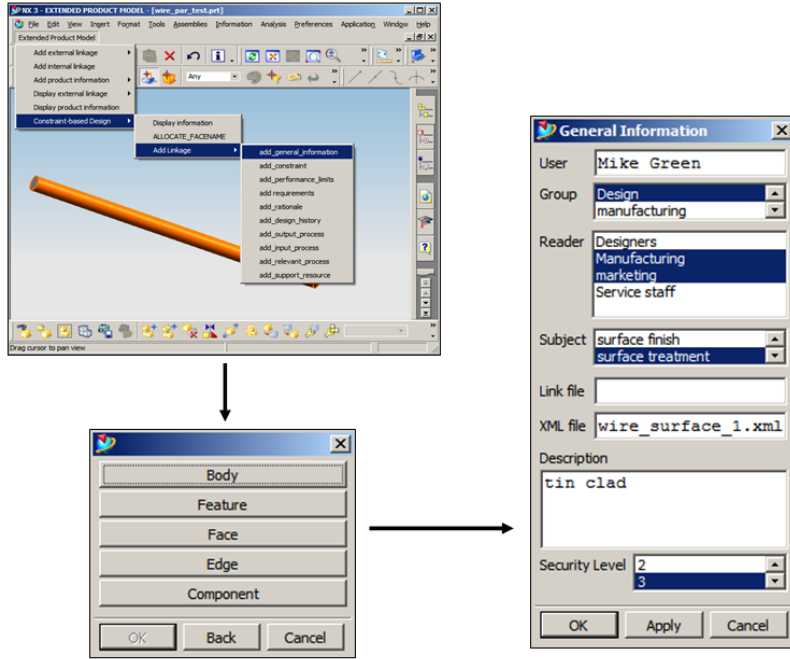 NX 3 - EXTENDED PRODUCT MODEL - [wire_par_test.prt]
File Edit View Insert Format Tools Assemblies Information Analysis Preferences Application Window Help
Extended Product Model
Add external linkage
Add internal linkage
Add product information
Display external linkage
Display product information
Constraint-based Design
Any
Display information
ALLOCATE_FACENAME
Add Linkage
add_general_information
add_constraint
add_performance_limits
add requirements
add_rationale
add_design_history
add_output_process
add_input_process
add_relevant_process
add_support_resource
Drag cursor to pan view
Body
Feature
Face
Edge
Component
OK Back Cancel
General Information
User Mike Green
Group Design
manufacturing
Reader Designers
Manufacturing
marketing
Service staff
Subject surface finish
surface treatment
Link file
XML file wire_surface_1.xml
Description
tin clad
Security Level 2
3
OK Apply Cancel